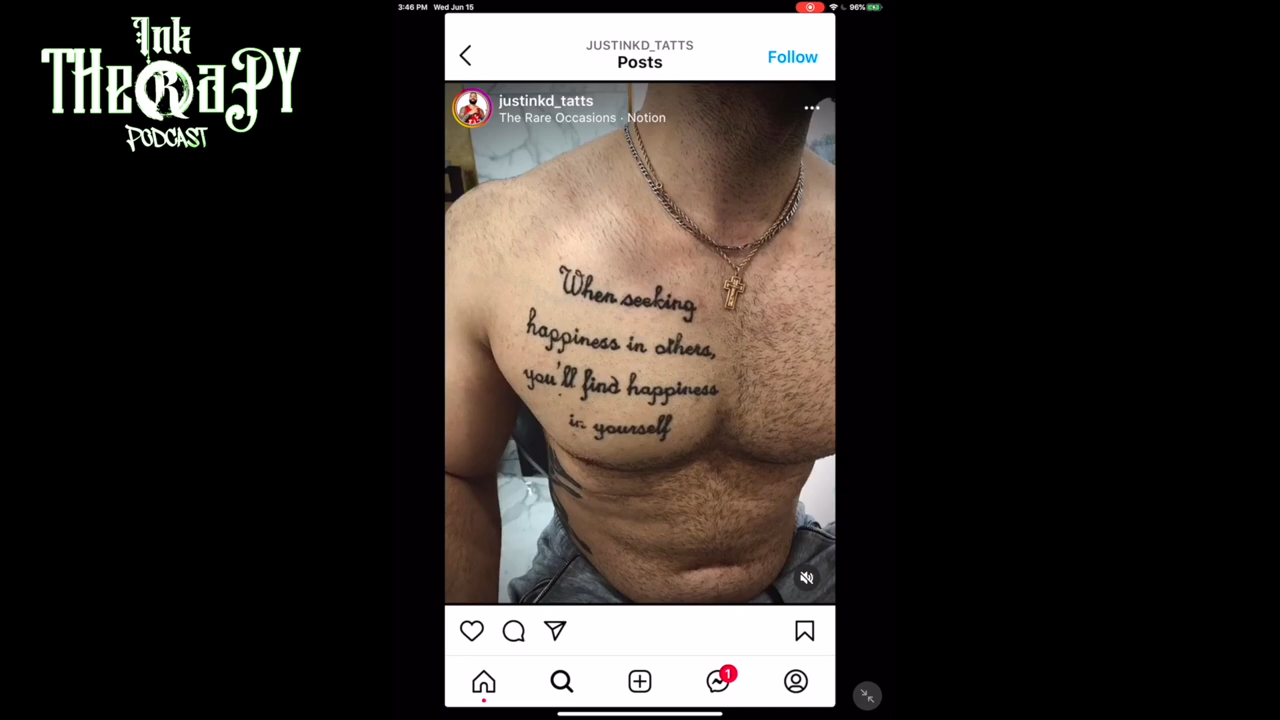 Ink
THeRaPY
PODCAST
3:46 PM Wed Jun 15
96%
JUSTINKD_TATTS
Posts
Follow
justinkd_tatts
The Rare Occasions · Notion
When seeking
happiness in others,
you'll find happiness
in yourself
1